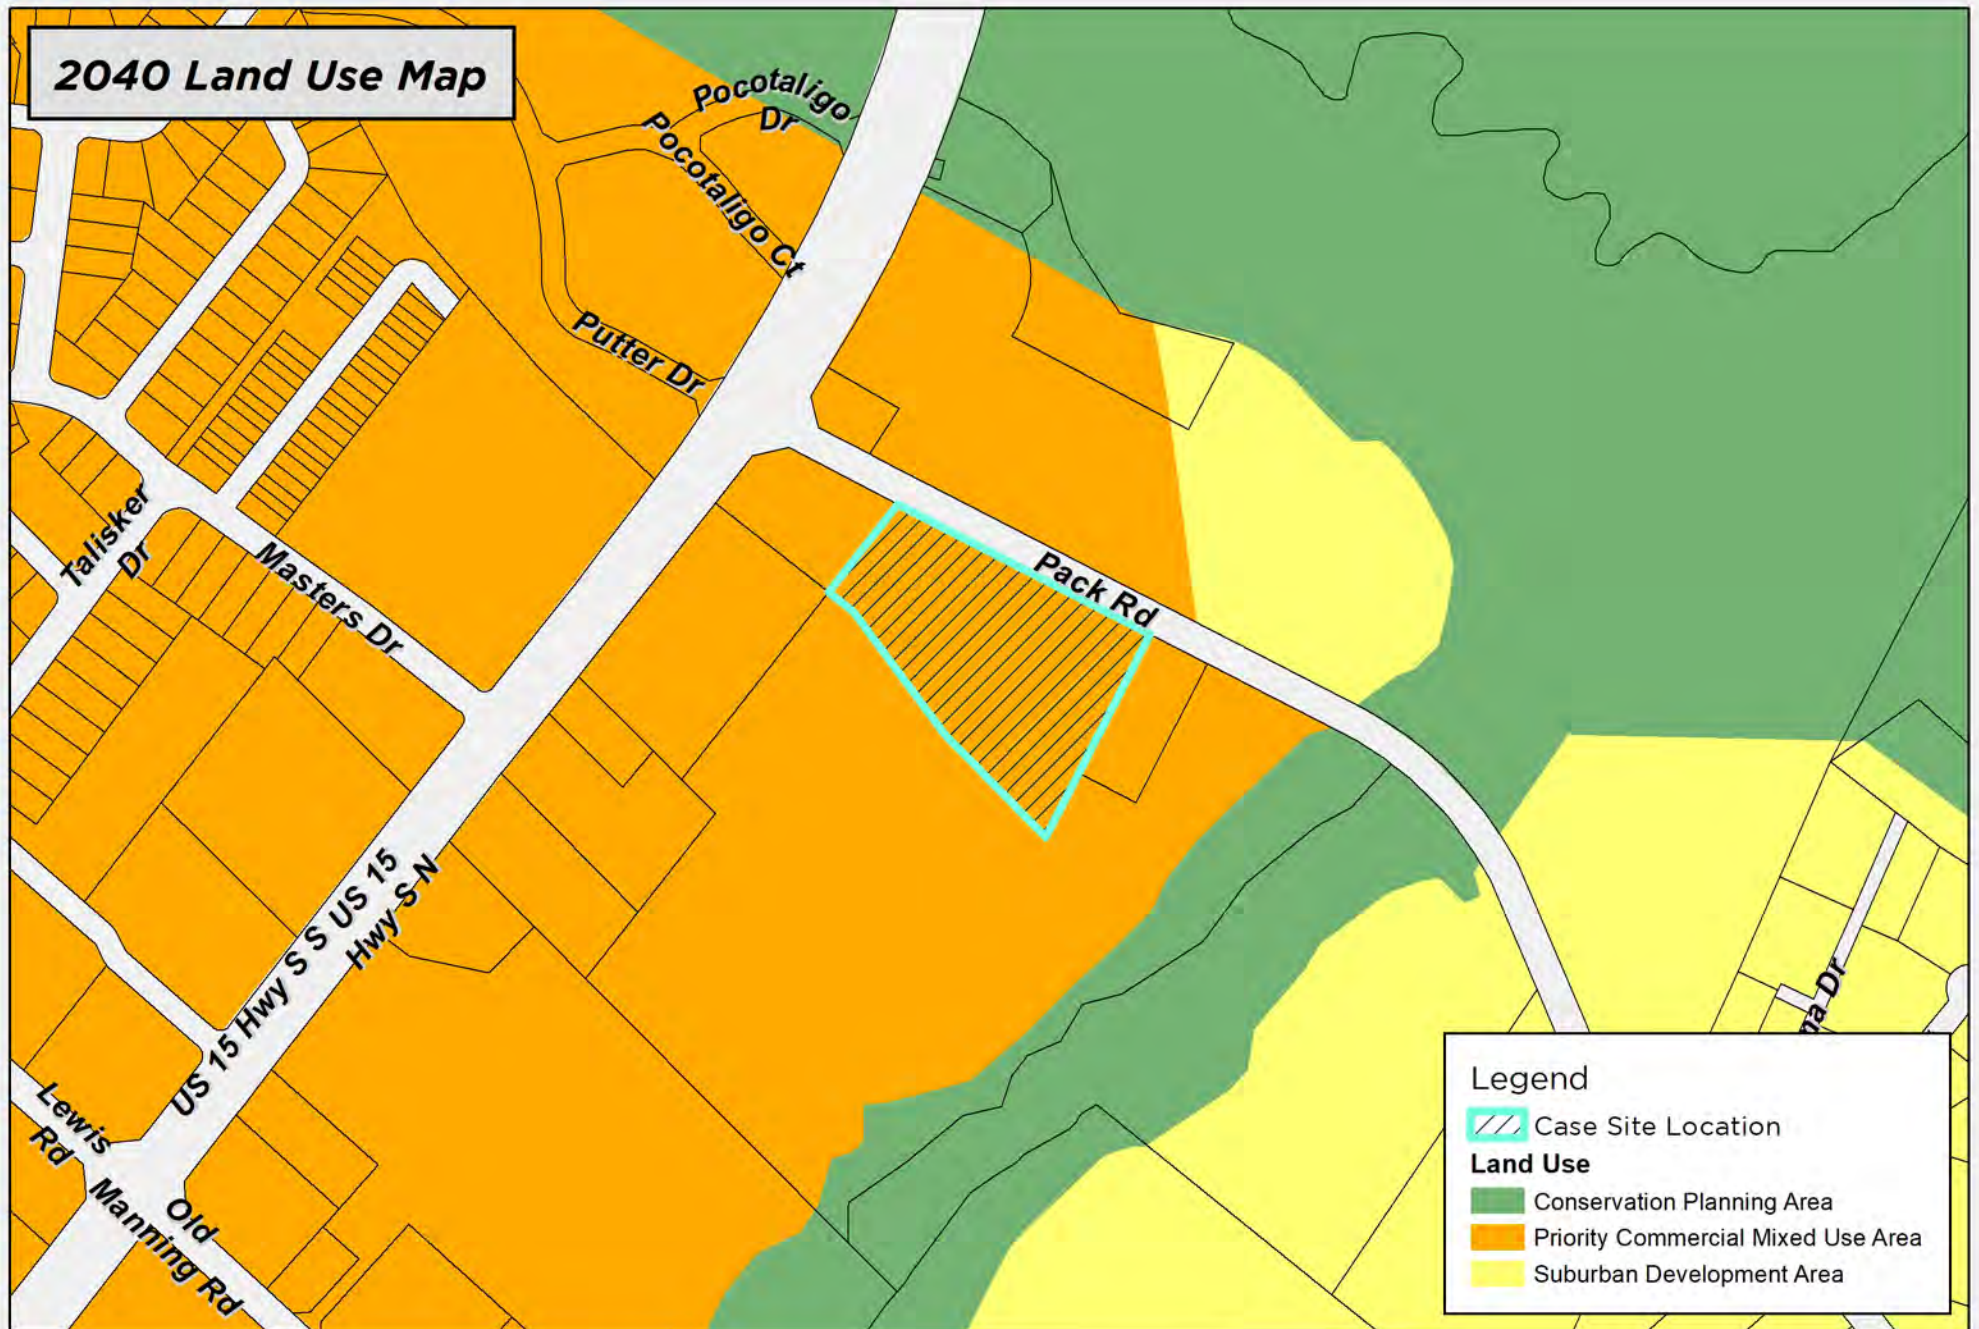 2040 Land Use Map
Pocotaligo
Dr
Pocotaligo Ct
Putter Dr
Talisker
Dr
Masters Dr
Pack Rd
US 15 Hwy S S US 15
Hwy S N
Lewis
Rd
Old
Manning Rd
na Dr
Legend
Case Site Location
Land Use
Conservation Planning Area
Priority Commercial Mixed Use Area
Suburban Development Area